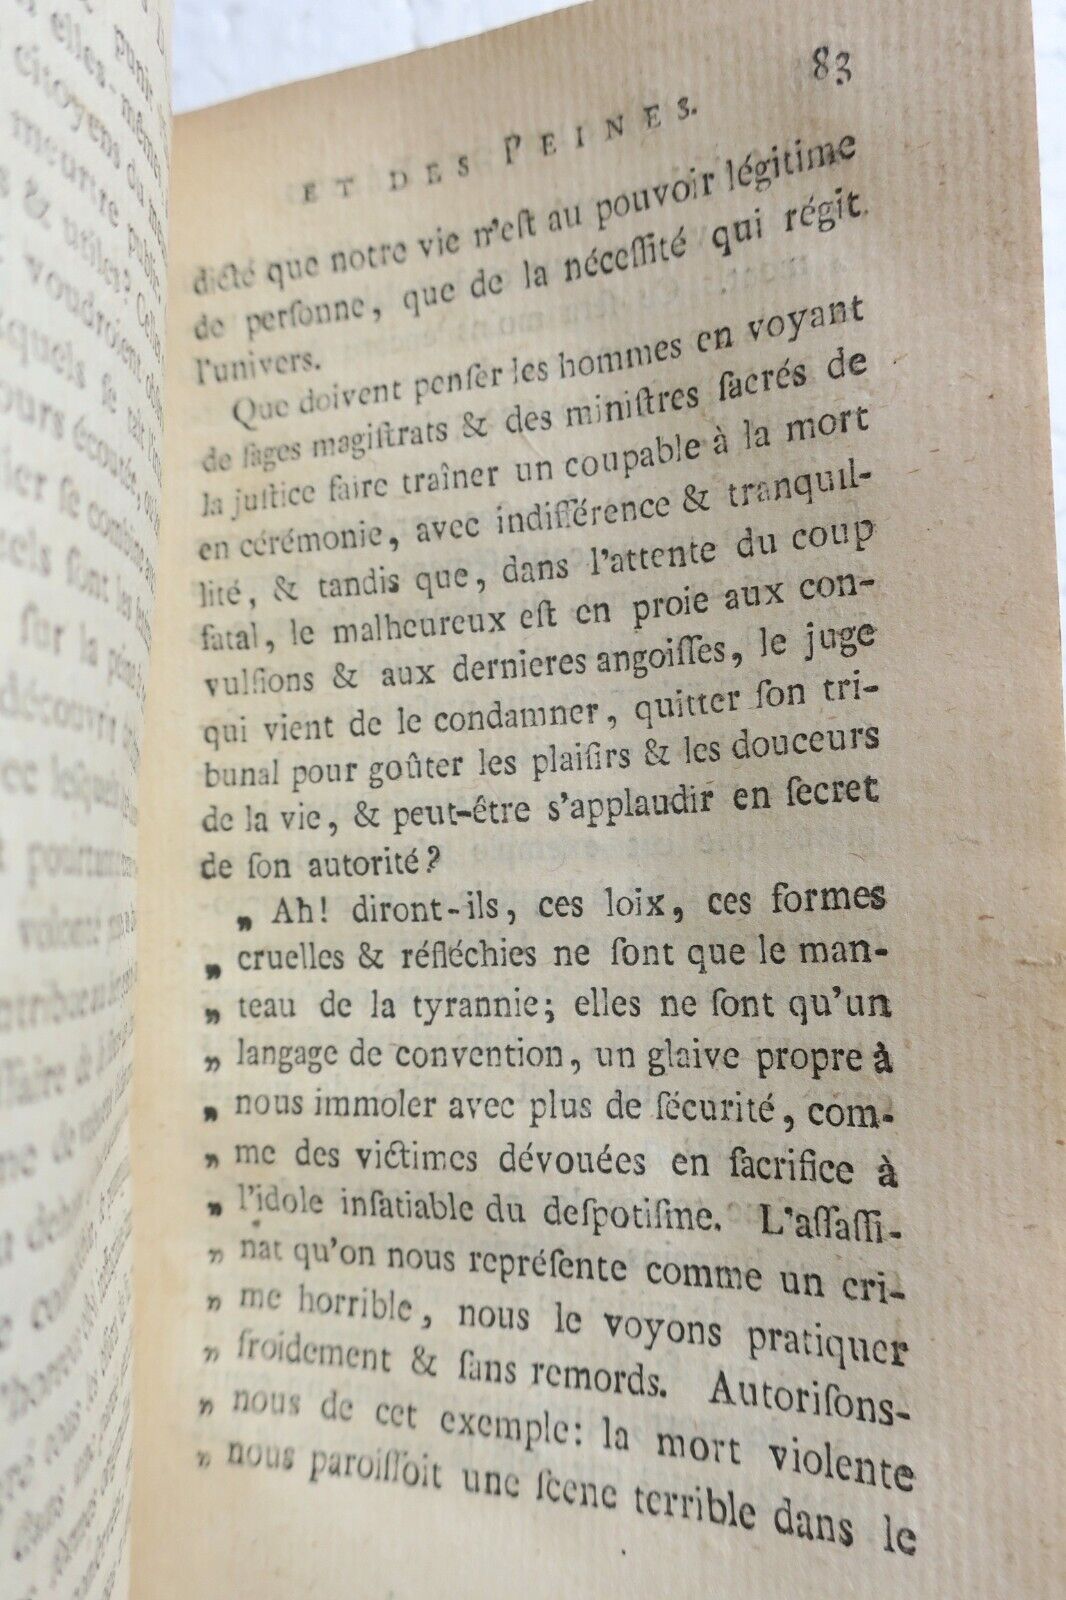 83
ET DES PEINES.
dicté que notre vie n'eſt au pouvoir légitime
de perſonne, que de la néceſſité qui régit
l'univers.
Que doivent penſer les hommes en voyant
de ſages magiſtrats & des miniſtres ſacrés de
la juſtice faire traîner un coupable à la mort
en cérémonie, avec indifférence & tranquil-
lité, & tandis que, dans l'attente du coup
fatal, le malheureux eſt en proie aux con-
vulſions & aux dernieres angoiſſes, le juge
qui vient de le condamner, quitter ſon tri-
bunal pour goûter les plaiſirs & les douceurs
de la vie, & peut-être s'applaudir en ſecret
de ſon autorité?
„ Ah! diront-ils, ces loix, ces formes
„ cruelles & réfléchies ne ſont que le man-
„ teau de la tyrannie; elles ne ſont qu'un
„ langage de convention, un glaive propre à
„ nous immoler avec plus de ſécurité, com-
„ me des victimes dévouées en ſacrifice à
„ l'idole inſatiable du deſpotiſme. L'aſſaſſi-
„ nat qu'on nous repréſente comme un cri-
„ me horrible, nous le voyons pratiquer
„ froidement & ſans remords. Autoriſons-
„ nous de cet exemple: la mort violente
„ nous paroiſſoit une ſcene terrible dans le